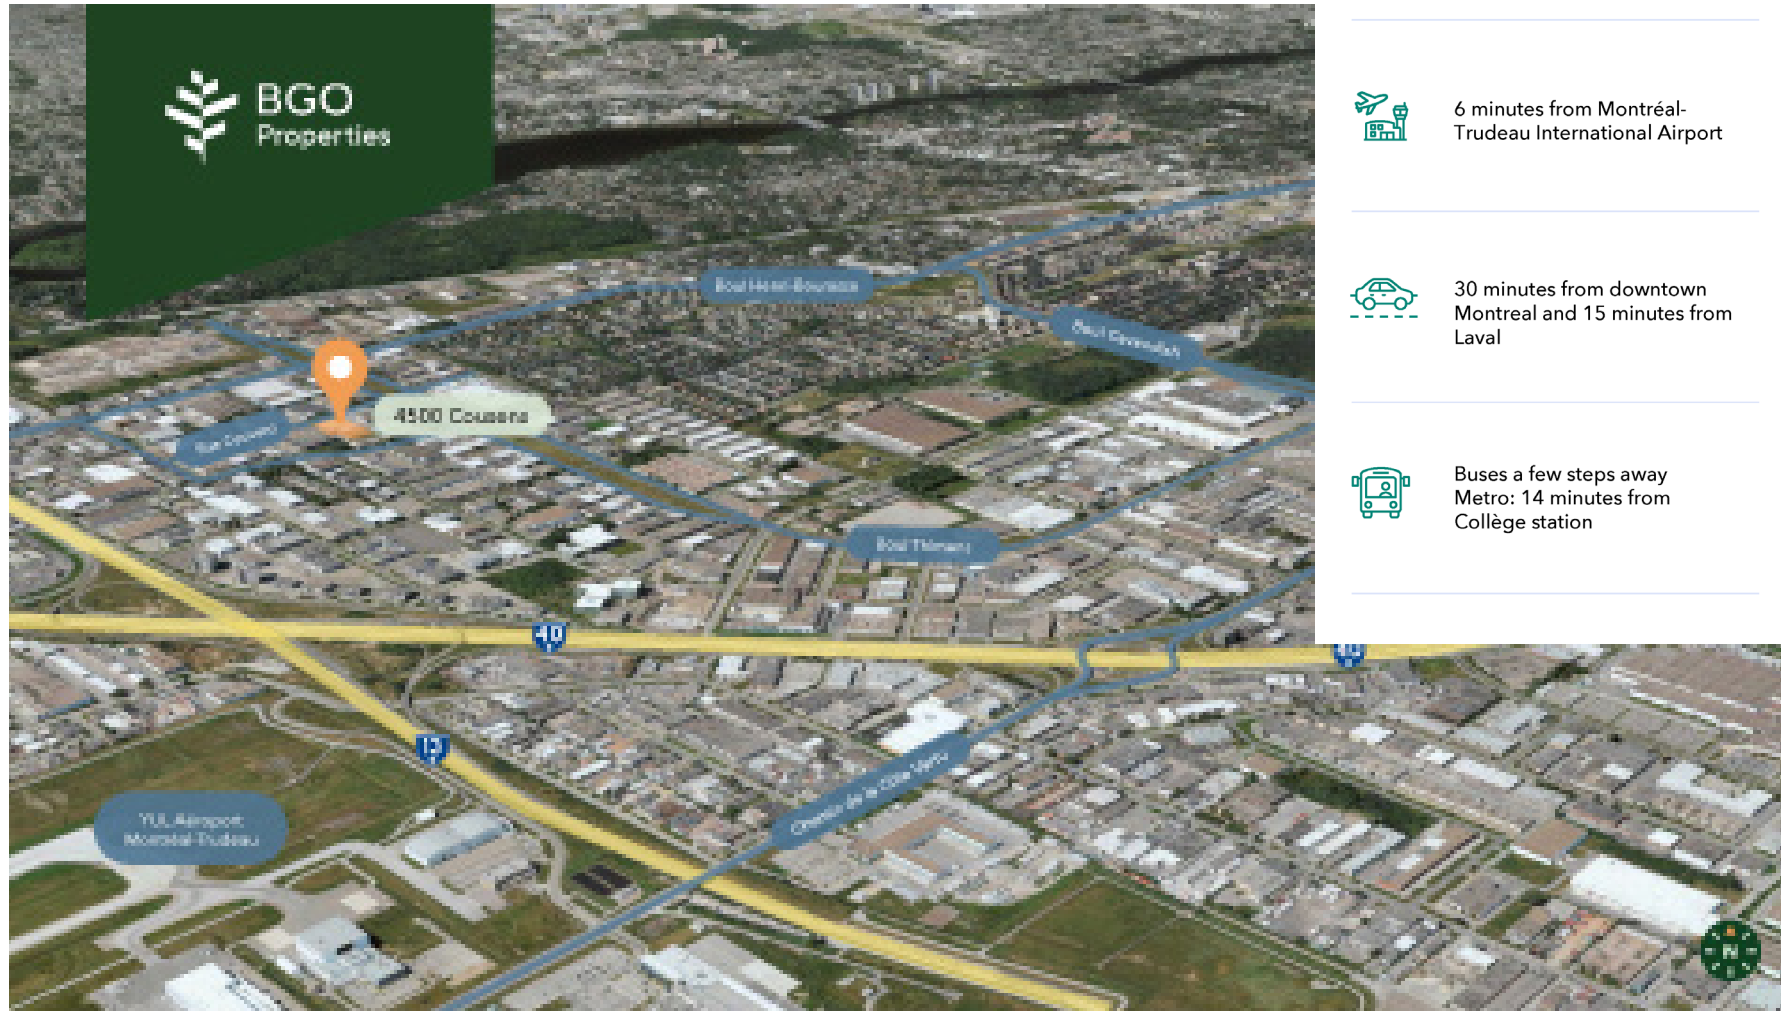 BGO
Properties
6 minutes from Montréal-
Trudeau International Airport
30 minutes from downtown
Montreal and 15 minutes from
Laval
Buses a few steps away
Metro: 14 minutes from
Collège station
Boul Henri-Bourassa
Boul Cavendish
4500 Cousens
Boul Thimens
40
40
13
Chemin de la Côte Vertu
YUL Aéroport
Montréal-Trudeau
N